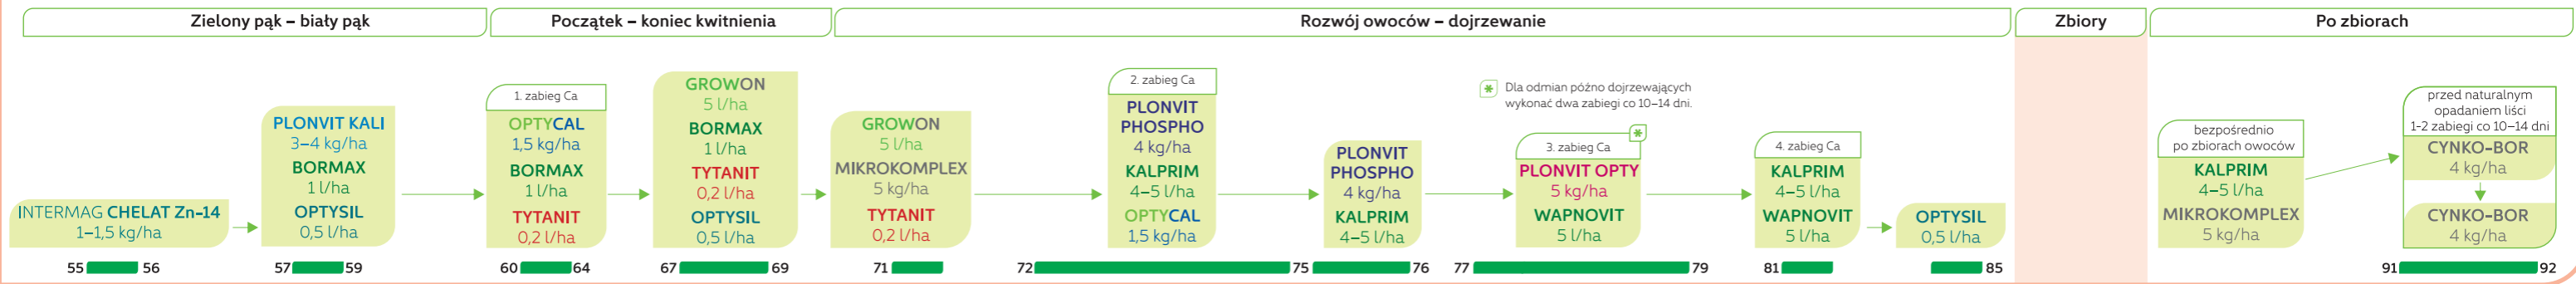 Zielony pąk – biały pąk
Początek – koniec kwitnienia
Rozwój owoców – dojrzewanie
Zbiory
Po zbiorach
INTERMAG CHELAT Zn-14
1–1,5 kg/ha
PLONVIT KALI
3–4 kg/ha
BORMAX
1 l/ha
OPTYSIL
0,5 l/ha
1. zabieg Ca
OPTYCAL
1,5 kg/ha
BORMAX
1 l/ha
TYTANIT
0,2 l/ha
GROWON
5 l/ha
BORMAX
1 l/ha
TYTANIT
0,2 l/ha
OPTYSIL
0,5 l/ha
GROWON
5 l/ha
MIKROKOMPLEX
5 kg/ha
TYTANIT
0,2 l/ha
2. zabieg Ca
PLONVIT
PHOSPHO
4 kg/ha
KALPRIM
4–5 l/ha
OPTYCAL
1,5 kg/ha
PLONVIT
PHOSPHO
4 kg/ha
KALPRIM
4–5 l/ha
* Dla odmian późno dojrzewających
wykonać dwa zabiegi co 10–14 dni.
3. zabieg Ca *
PLONVIT OPTY
5 kg/ha
WAPNOVIT
5 l/ha
4. zabieg Ca
KALPRIM
4–5 l/ha
WAPNOVIT
5 l/ha
OPTYSIL
0,5 l/ha
bezpośrednio
po zbiorach owoców
KALPRIM
4–5 l/ha
MIKROKOMPLEX
5 kg/ha
przed naturalnym
opadaniem liści
1-2 zabiegi co 10–14 dni
CYNKO-BOR
4 kg/ha
CYNKO-BOR
4 kg/ha
55 56 57 59 60 64 67 69 71 72 75 76 77 79 81 85 91 92